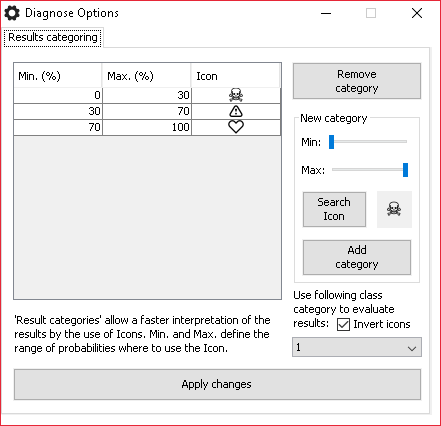 Diagnose Options
Results categoring
Min. (%) Max. (%) Icon
0 30
30 70
70 100
Remove
category
New category
Min:
Max:
Search
Icon
Add
category
Use following class
category to evaluate
results: Invert icons
1
'Result categories' allow a faster interpretation of the
results by the use of Icons. Min. and Max. define the
range of probabilities where to use the Icon.
Apply changes